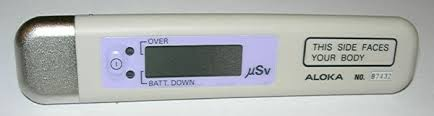 OVER
BATT. DOWN
μSv
THIS SIDE FACES
YOUR BODY
ALOKA NO.